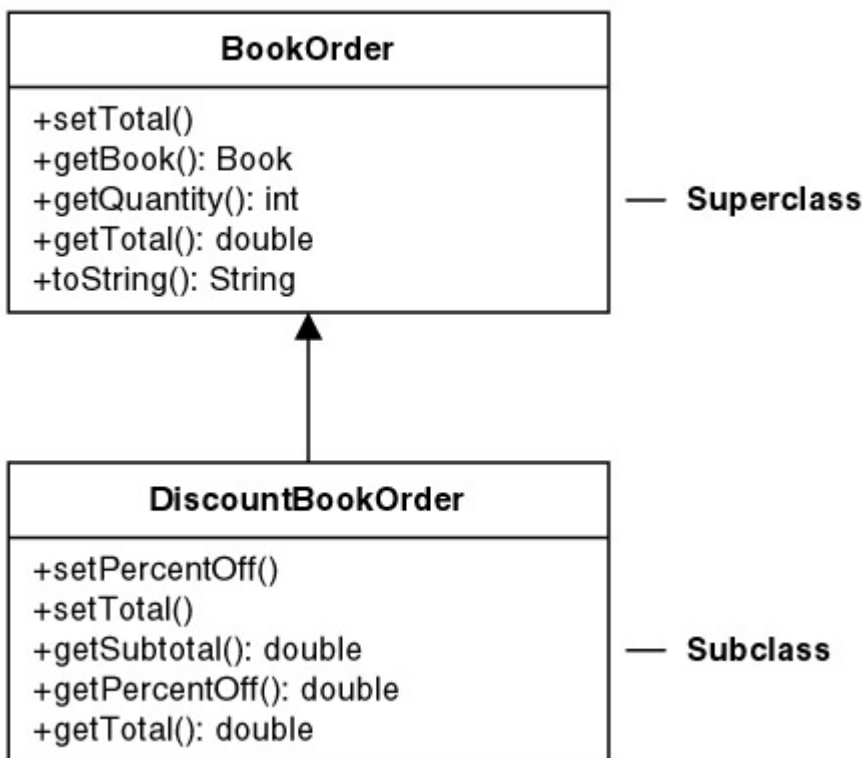 BookOrder
+setTotal()
+getBook(): Book
+getQuantity(): int
+getTotal(): double
+toString(): String
— Superclass
DiscountBookOrder
+setPercentOff()
+setTotal()
+getSubtotal(): double
+getPercentOff(): double
+getTotal(): double
— Subclass